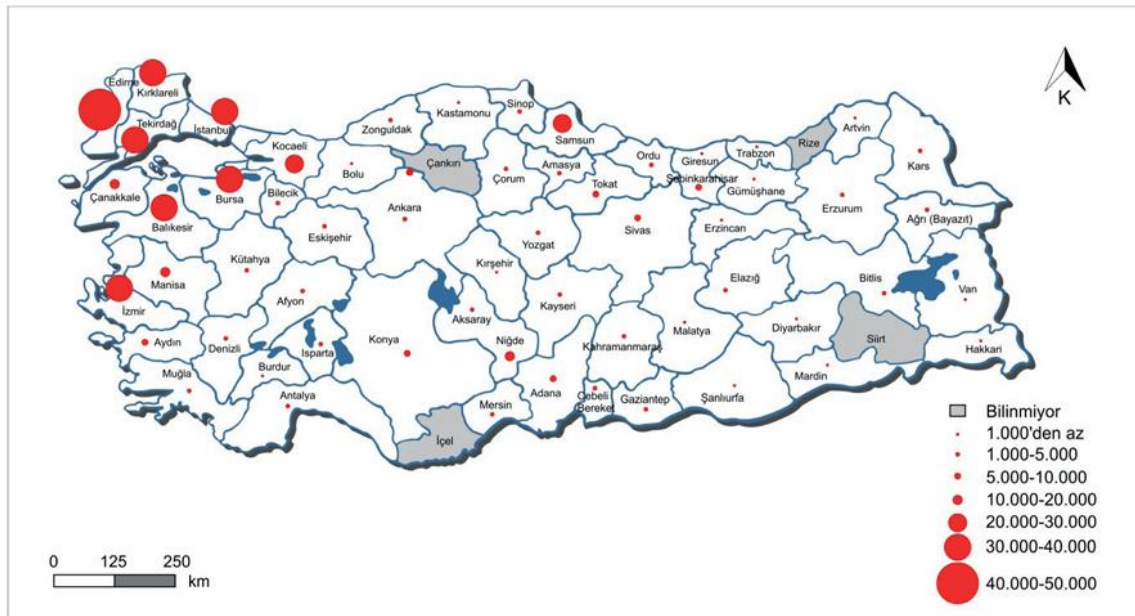 Edirne
Kırklareli
Tekirdağ
İstanbul
Kocaeli
Zonguldak
Kastamonu
Sinop
Samsun
Çankırı
Bolu
Çorum
Amasya
Ordu
Giresun
Trabzon
Rize
Artvin
Kars
K
Tokat
Şebinkarahisar
Gümüşhane
Çanakkale
Bursa
Bilecik
Balıkesir
Ankara
Eskişehir
Yozgat
Sivas
Erzincan
Erzurum
Ağrı (Bayazıt)
Kütahya
Manisa
Kırşehir
Elazığ
Bitlis
Van
İzmir
Afyon
Aksaray
Kayseri
Aydın
Denizli
Isparta
Konya
Niğde
Kahramanmaraş
Malatya
Diyarbakır
Siirt
Hakkari
Muğla
Burdur
Antalya
İçel
Mersin
Adana
Cebeli
Bereket
Gaziantep
Şanlıurfa
Mardin
Bilinmiyor
1.000'den az
1.000-5.000
5.000-10.000
10.000-20.000
20.000-30.000
30.000-40.000
40.000-50.000
0 125 250
km